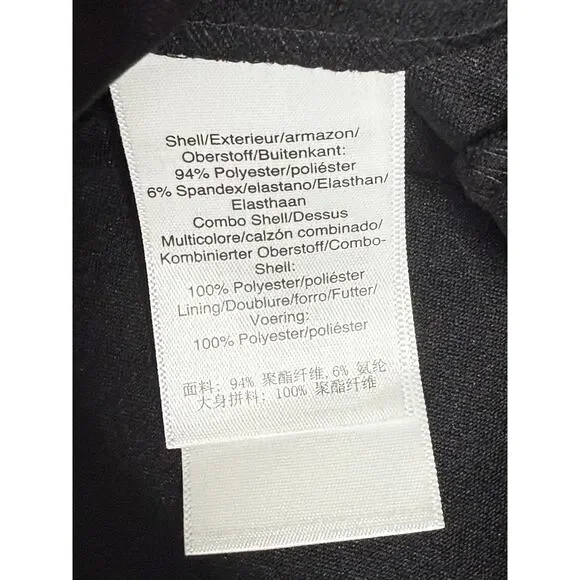 Shell/Exterieur/armazon/
Oberstoff/Buitenkant:
94% Polyester/poliéster
6% Spandex/elastano/Elasthan/
Elasthaan
Combo Shell/Dessus
Multicolore/calzón combinado/
Kombinierter Oberstoff/Combo-
Shell:
100% Polyester/poliéster
Lining/Doublure/forro/Futter/
Voering:
100% Polyester/poliéster
面料: 94% 聚酯纤维,6% 氨纶
大身拼料: 100% 聚酯纤维